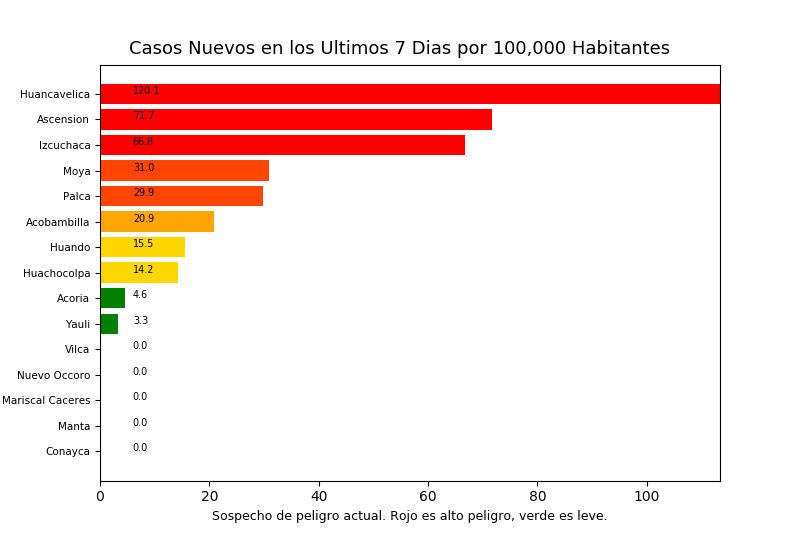 Casos Nuevos en los Ultimos 7 Dias por 100,000 Habitantes
Huancavelica 120.1
Ascension 71.7
Izcuchaca 66.8
Moya 31.0
Palca 29.9
Acobambilla 20.9
Huando 15.5
Huachocolpa 14.2
Acoria 4.6
Yauli 3.3
Vilca 0.0
Nuevo Occoro 0.0
Mariscal Caceres 0.0
Manta 0.0
Conayca 0.0
0 20 40 60 80 100
Sospecho de peligro actual. Rojo es alto peligro, verde es leve.